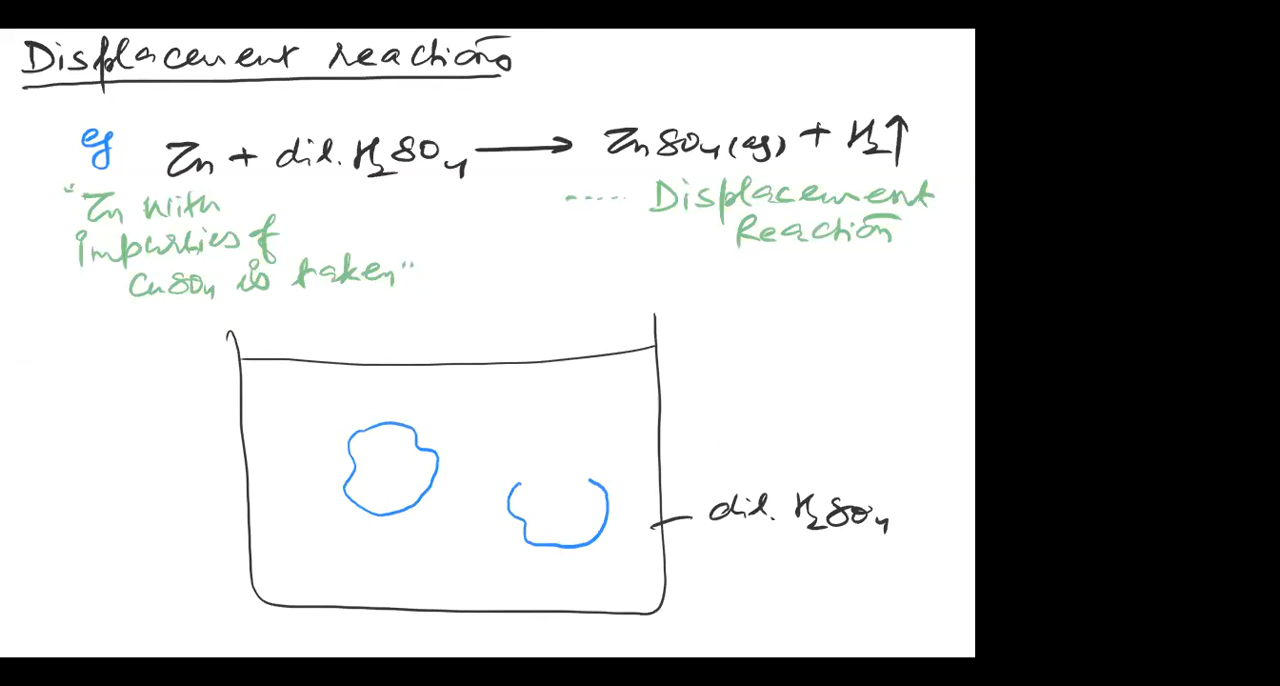 Displacement reactions
eg Zn + dil. H₂SO₄ ⟶ ZnSO₄(aq) + H₂↑
"Zn with
impurities of
CuSO₄ is taken"
..... Displacement
Reaction
dil. H₂SO₄